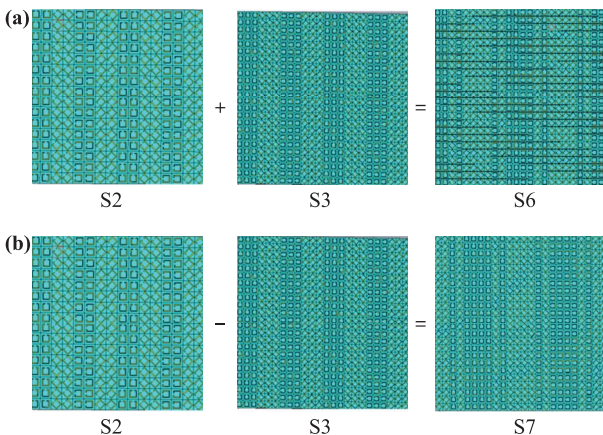 (a)
+
=
S2
S3
S6
(b)
−
=
S2
S3
S7